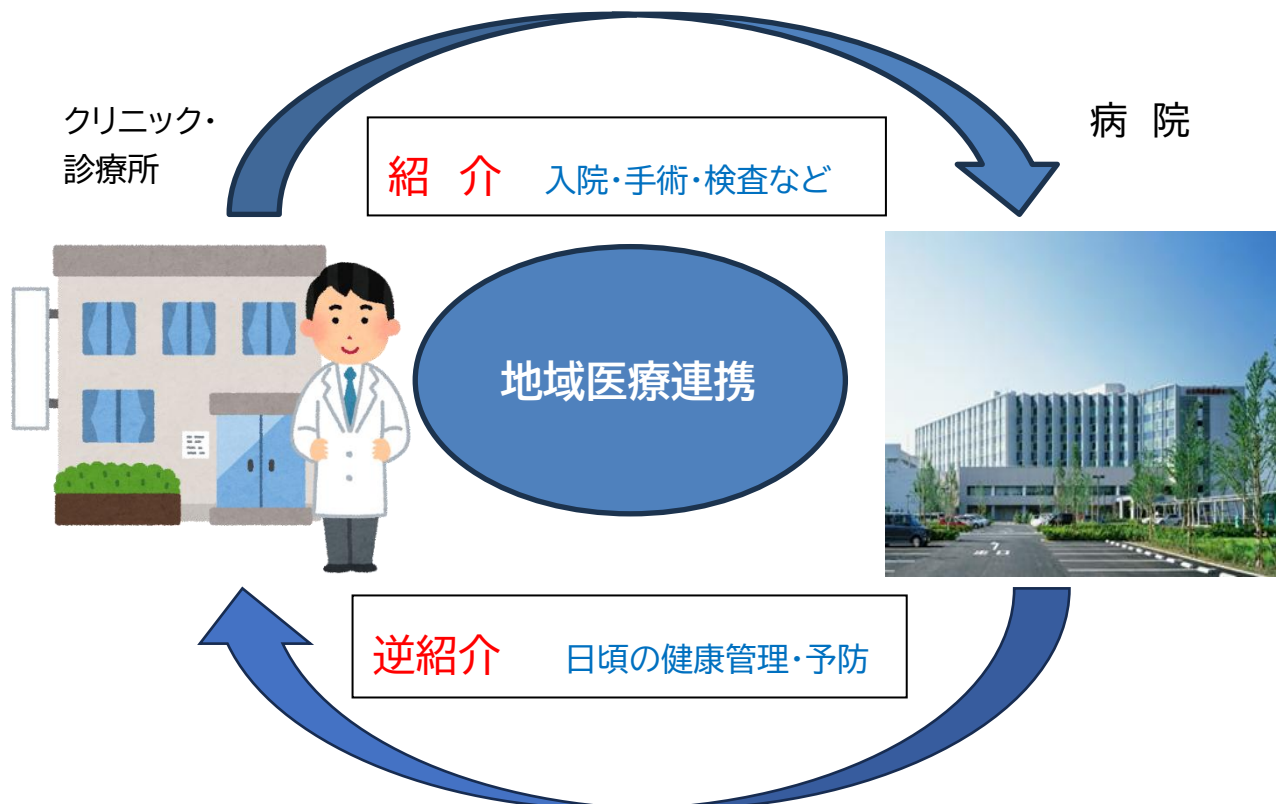 クリニック・
診療所
病 院
紹 介 入院・手術・検査など
地域医療連携
逆紹介 日頃の健康管理・予防